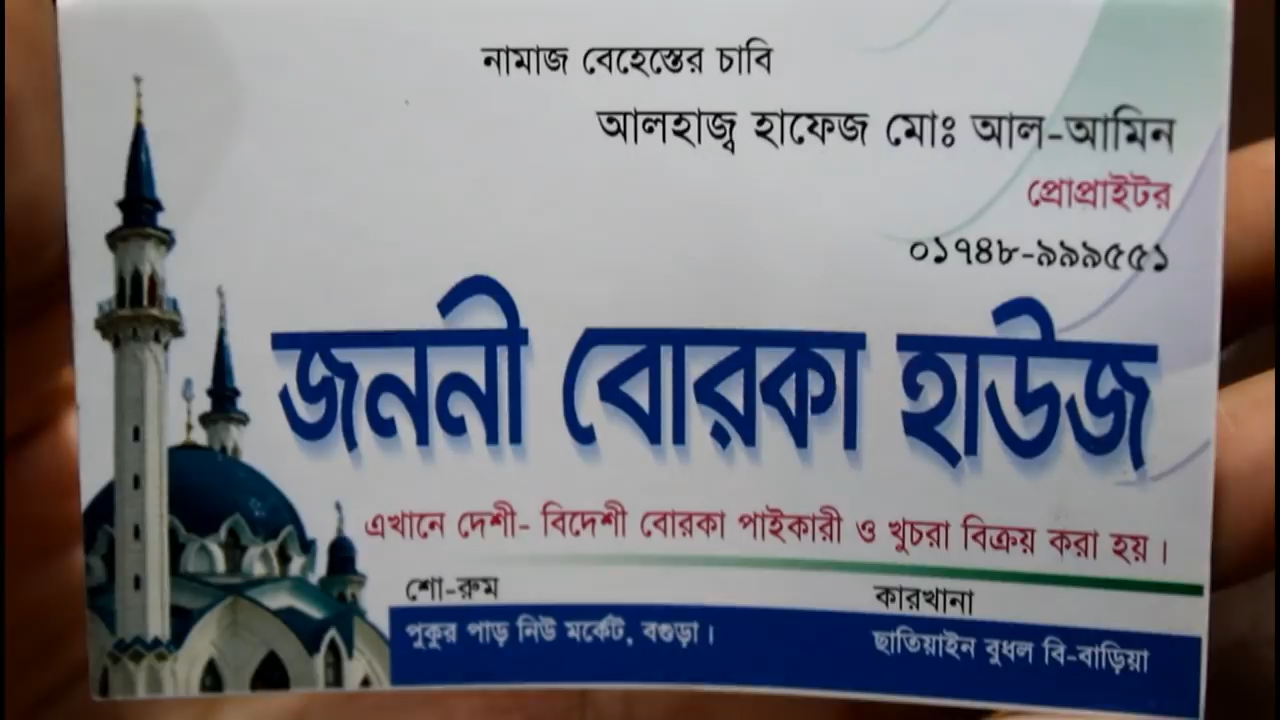 নামাজ বেহেস্তের চাবি
আলহাজ্ব হাফেজ মোঃ আল-আমিন
প্রোপ্রাইটর
০১৭৪৮-৯৯৯৫৫১
জননী বোরকা হাউজ
এখানে দেশী- বিদেশী বোরকা পাইকারী ও খুচরা বিক্রয় করা হয়।
শো-রুম
পুকুর পাড় নিউ মর্কেট, বগুড়া।
কারখানা
ছাতিয়াইন বুধল বি-বাড়িয়া